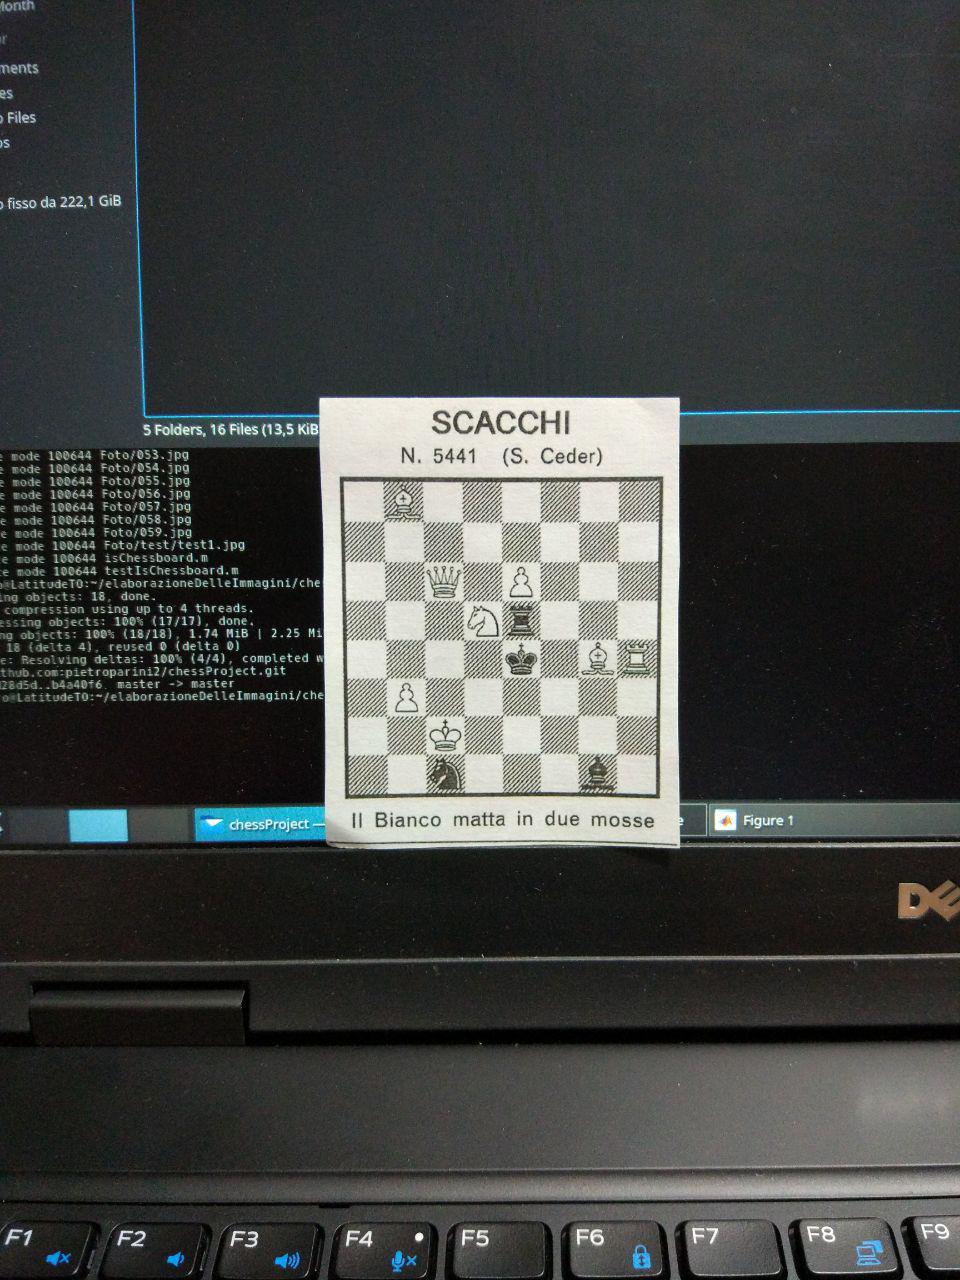 Month
ments
es
o Files
os
o fisso da 222,1 GiB
5 Folders, 16 Files (13,5 KiB
e mode 100644 Foto/053.jpg
e mode 100644 Foto/054.jpg
e mode 100644 Foto/055.jpg
e mode 100644 Foto/056.jpg
e mode 100644 Foto/057.jpg
e mode 100644 Foto/058.jpg
e mode 100644 Foto/059.jpg
e mode 100644 Foto/test/test1.jpg
e mode 100644 isChessboard.m
e mode 100644 testIsChessboard.m
o@LatitudeTO:~/elaborazioneDelleImmagini/che
ing objects: 18, done.
compression using up to 4 threads.
essing objects: 100% (17/17), done.
ng objects: 100% (18/18), 1.74 MiB | 2.25 Mi
18 (delta 4), reused 0 (delta 0)
e: Resolving deltas: 100% (4/4), completed w
thub.com:pietroparini2/chessProject.git
d28d5d..b4a40f6 master -> master
o@LatitudeTO:~/elaborazioneDelleImmagini/che
SCACCHI
N. 5441 (S. Ceder)
Il Bianco matta in due mosse
chessProject —
e
Figure 1
DE
F1
F2
F3
F4
F5
F6
F7
F8
F9